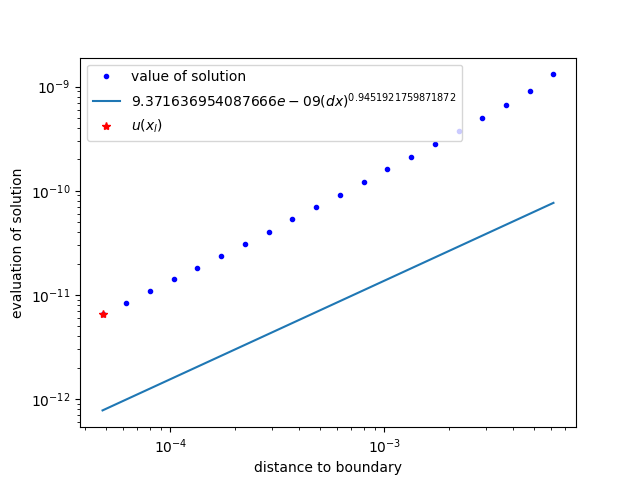 value of solution
9.371636954087666e − 09(dx)^0.9451921759871872
u(x_l)
10^−9
10^−10
10^−11
10^−12
evaluation of solution
10^−4
10^−3
distance to boundary